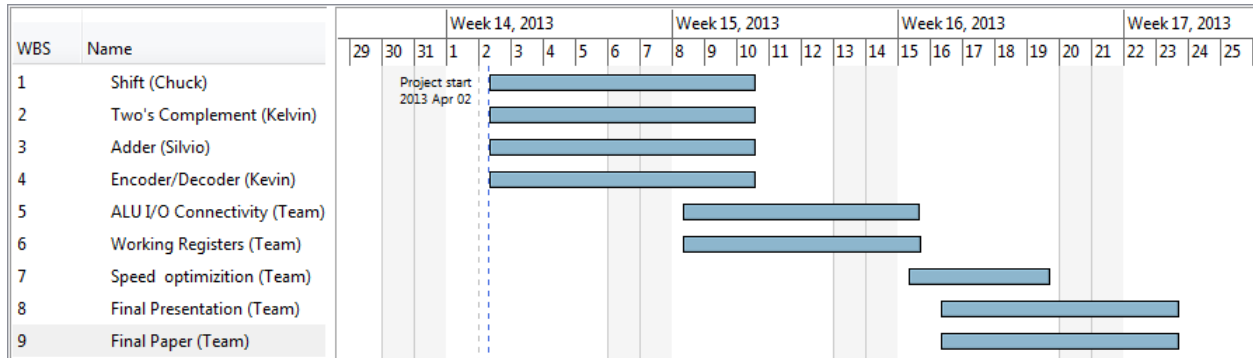 Week 14, 2013 Week 15, 2013 Week 16, 2013 Week 17, 2013
WBS Name 29 30 31 1 2 3 4 5 6 7 8 9 10 11 12 13 14 15 16 17 18 19 20 21 22 23 24 25
1 Shift (Chuck) Project start
2013 Apr 02
2 Two's Complement (Kelvin)
3 Adder (Silvio)
4 Encoder/Decoder (Kevin)
5 ALU I/O Connectivity (Team)
6 Working Registers (Team)
7 Speed optimizition (Team)
8 Final Presentation (Team)
9 Final Paper (Team)